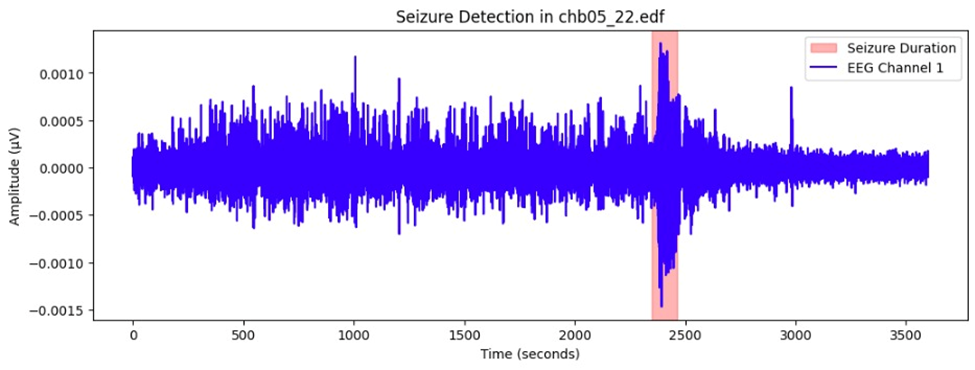 Seizure Detection in chb05_22.edf
Seizure Duration
EEG Channel 1
Amplitude (µV)
0.0010
0.0005
0.0000
−0.0005
−0.0010
−0.0015
0 500 1000 1500 2000 2500 3000 3500
Time (seconds)